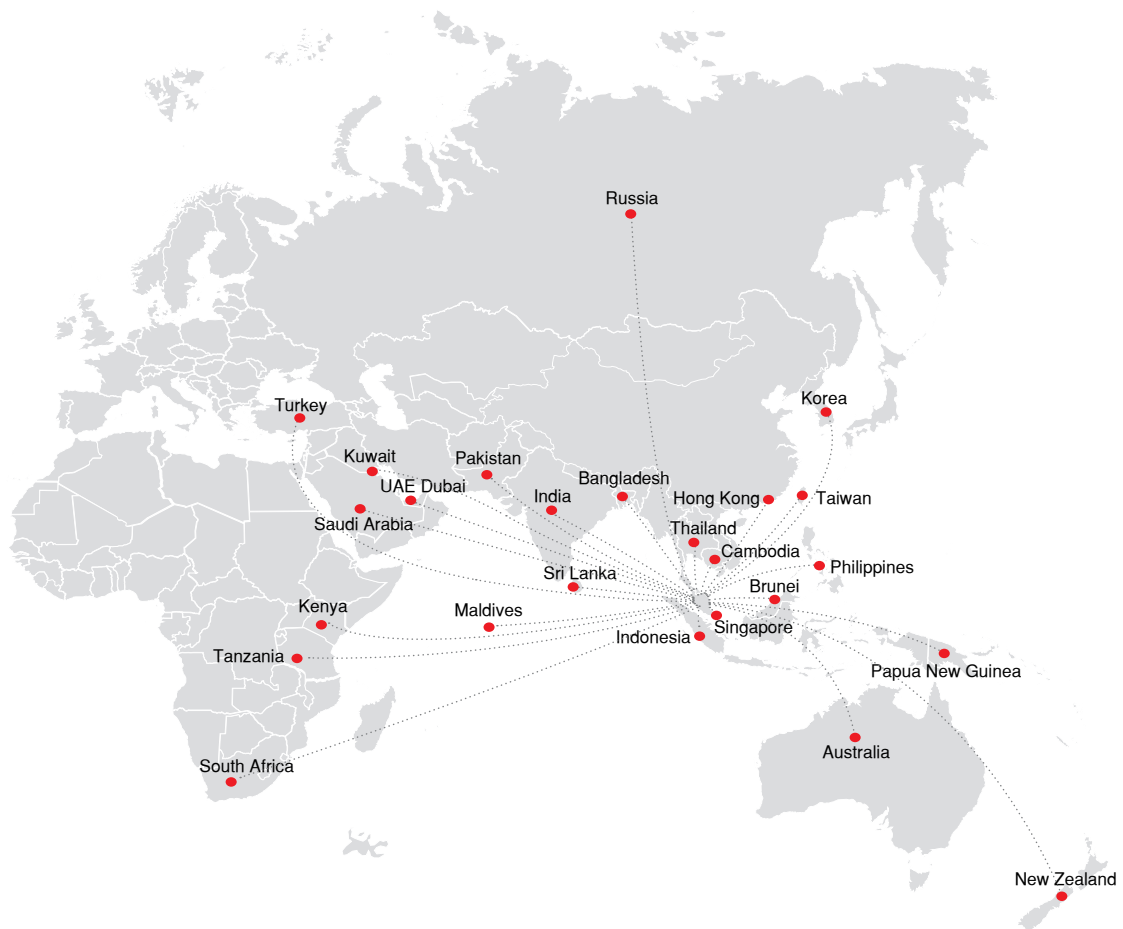 Russia
Korea
Turkey
Kuwait
Pakistan
UAE Dubai
Bangladesh
India
Hong Kong
Taiwan
Saudi Arabia
Thailand
Cambodia
Sri Lanka
Philippines
Brunei
Kenya
Maldives
Singapore
Indonesia
Tanzania
Papua New Guinea
Australia
South Africa
New Zealand